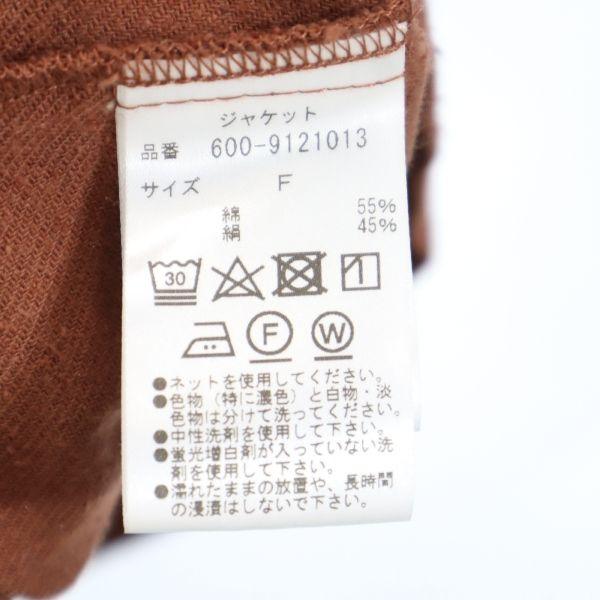 ジャケット
品番 600-9121013
サイズ F
綿 55%
絹 45%
30
F W
●ネットを使用してください。
●色物(特に濃色)と白物・淡
色物は分けて洗ってください。
●中性洗剤を使用して下さい。
●蛍光増白剤が入っていない洗
剤を使用して下さい。
●濡れたままの放置や、長時間
の浸漬はしないで下さい。